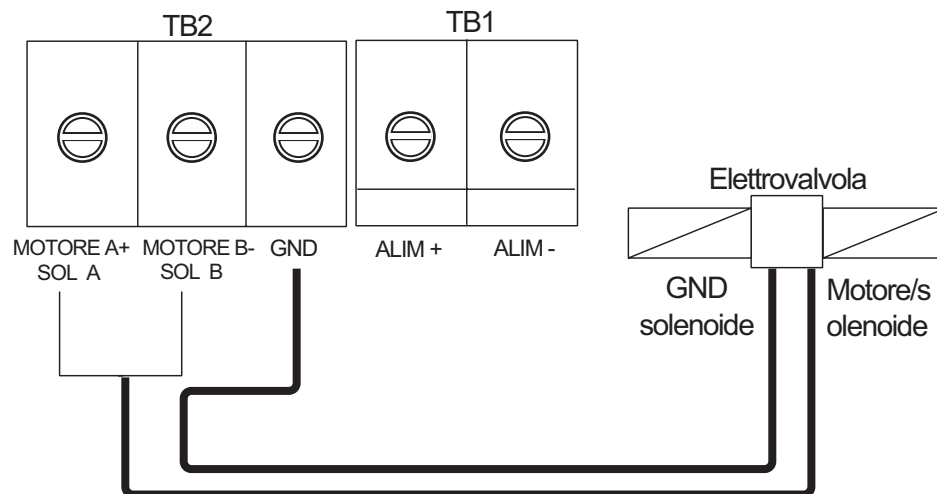 TB2
TB1
MOTORE A+
SOL A
MOTORE B-
SOL B
GND
ALIM +
ALIM -
Elettrovalvola
GND
solenoide
Motore/s
olenoide